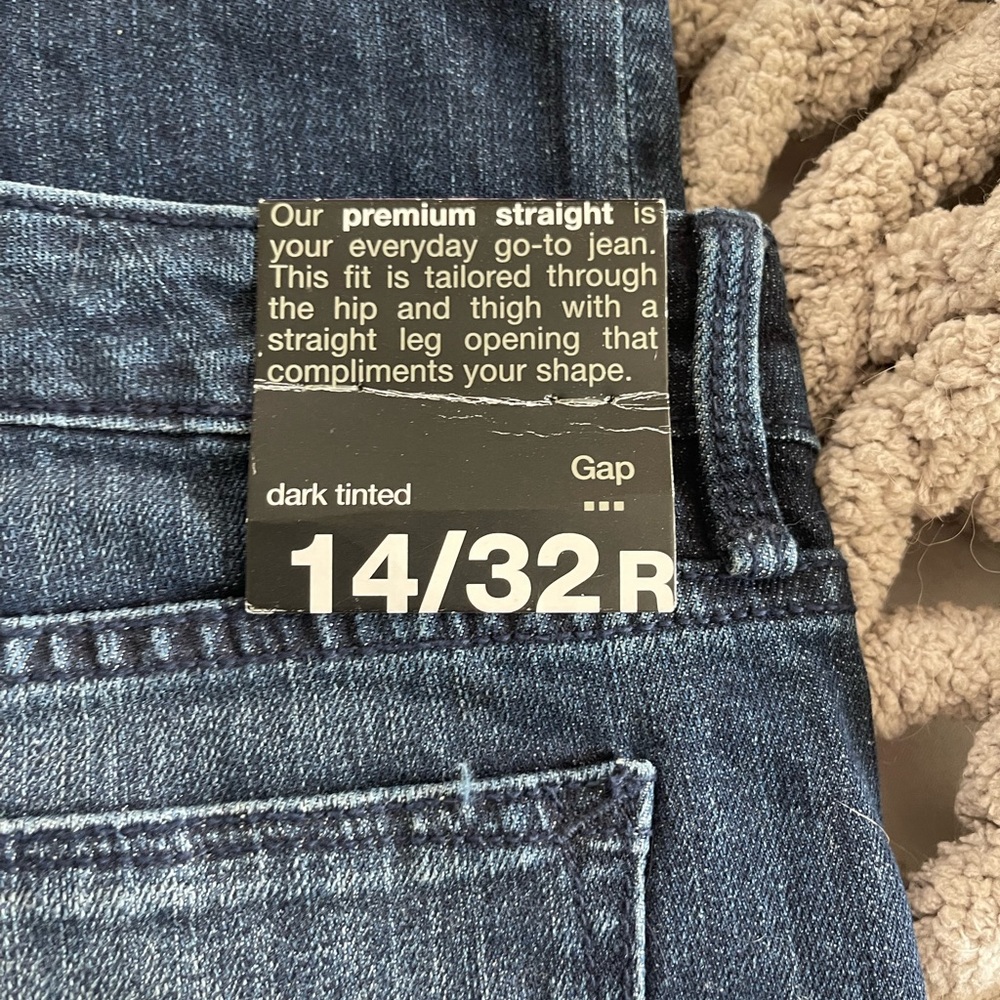 Our premium straight is
your everyday go-to jean.
This fit is tailored through
the hip and thigh with a
straight leg opening that
compliments your shape.
Gap
dark tinted
14/32 R